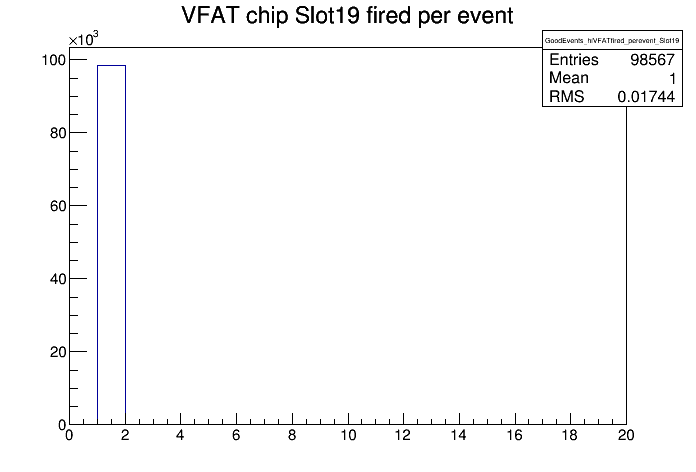 VFAT chip Slot19 fired per event
×10³
GoodEvents_hiVFATfired_perevent_Slot19
Entries 98567
Mean 1
RMS 0.01744
100
80
60
40
20
0
0 2 4 6 8 10 12 14 16 18 20